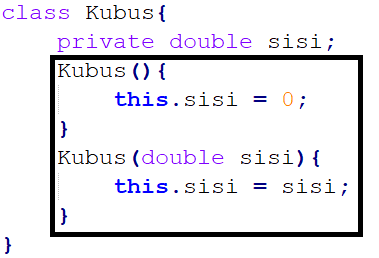 class Kubus{
    private double sisi;
    Kubus(){
        this.sisi = 0;
    }
    Kubus(double sisi){
        this.sisi = sisi;
    }
}